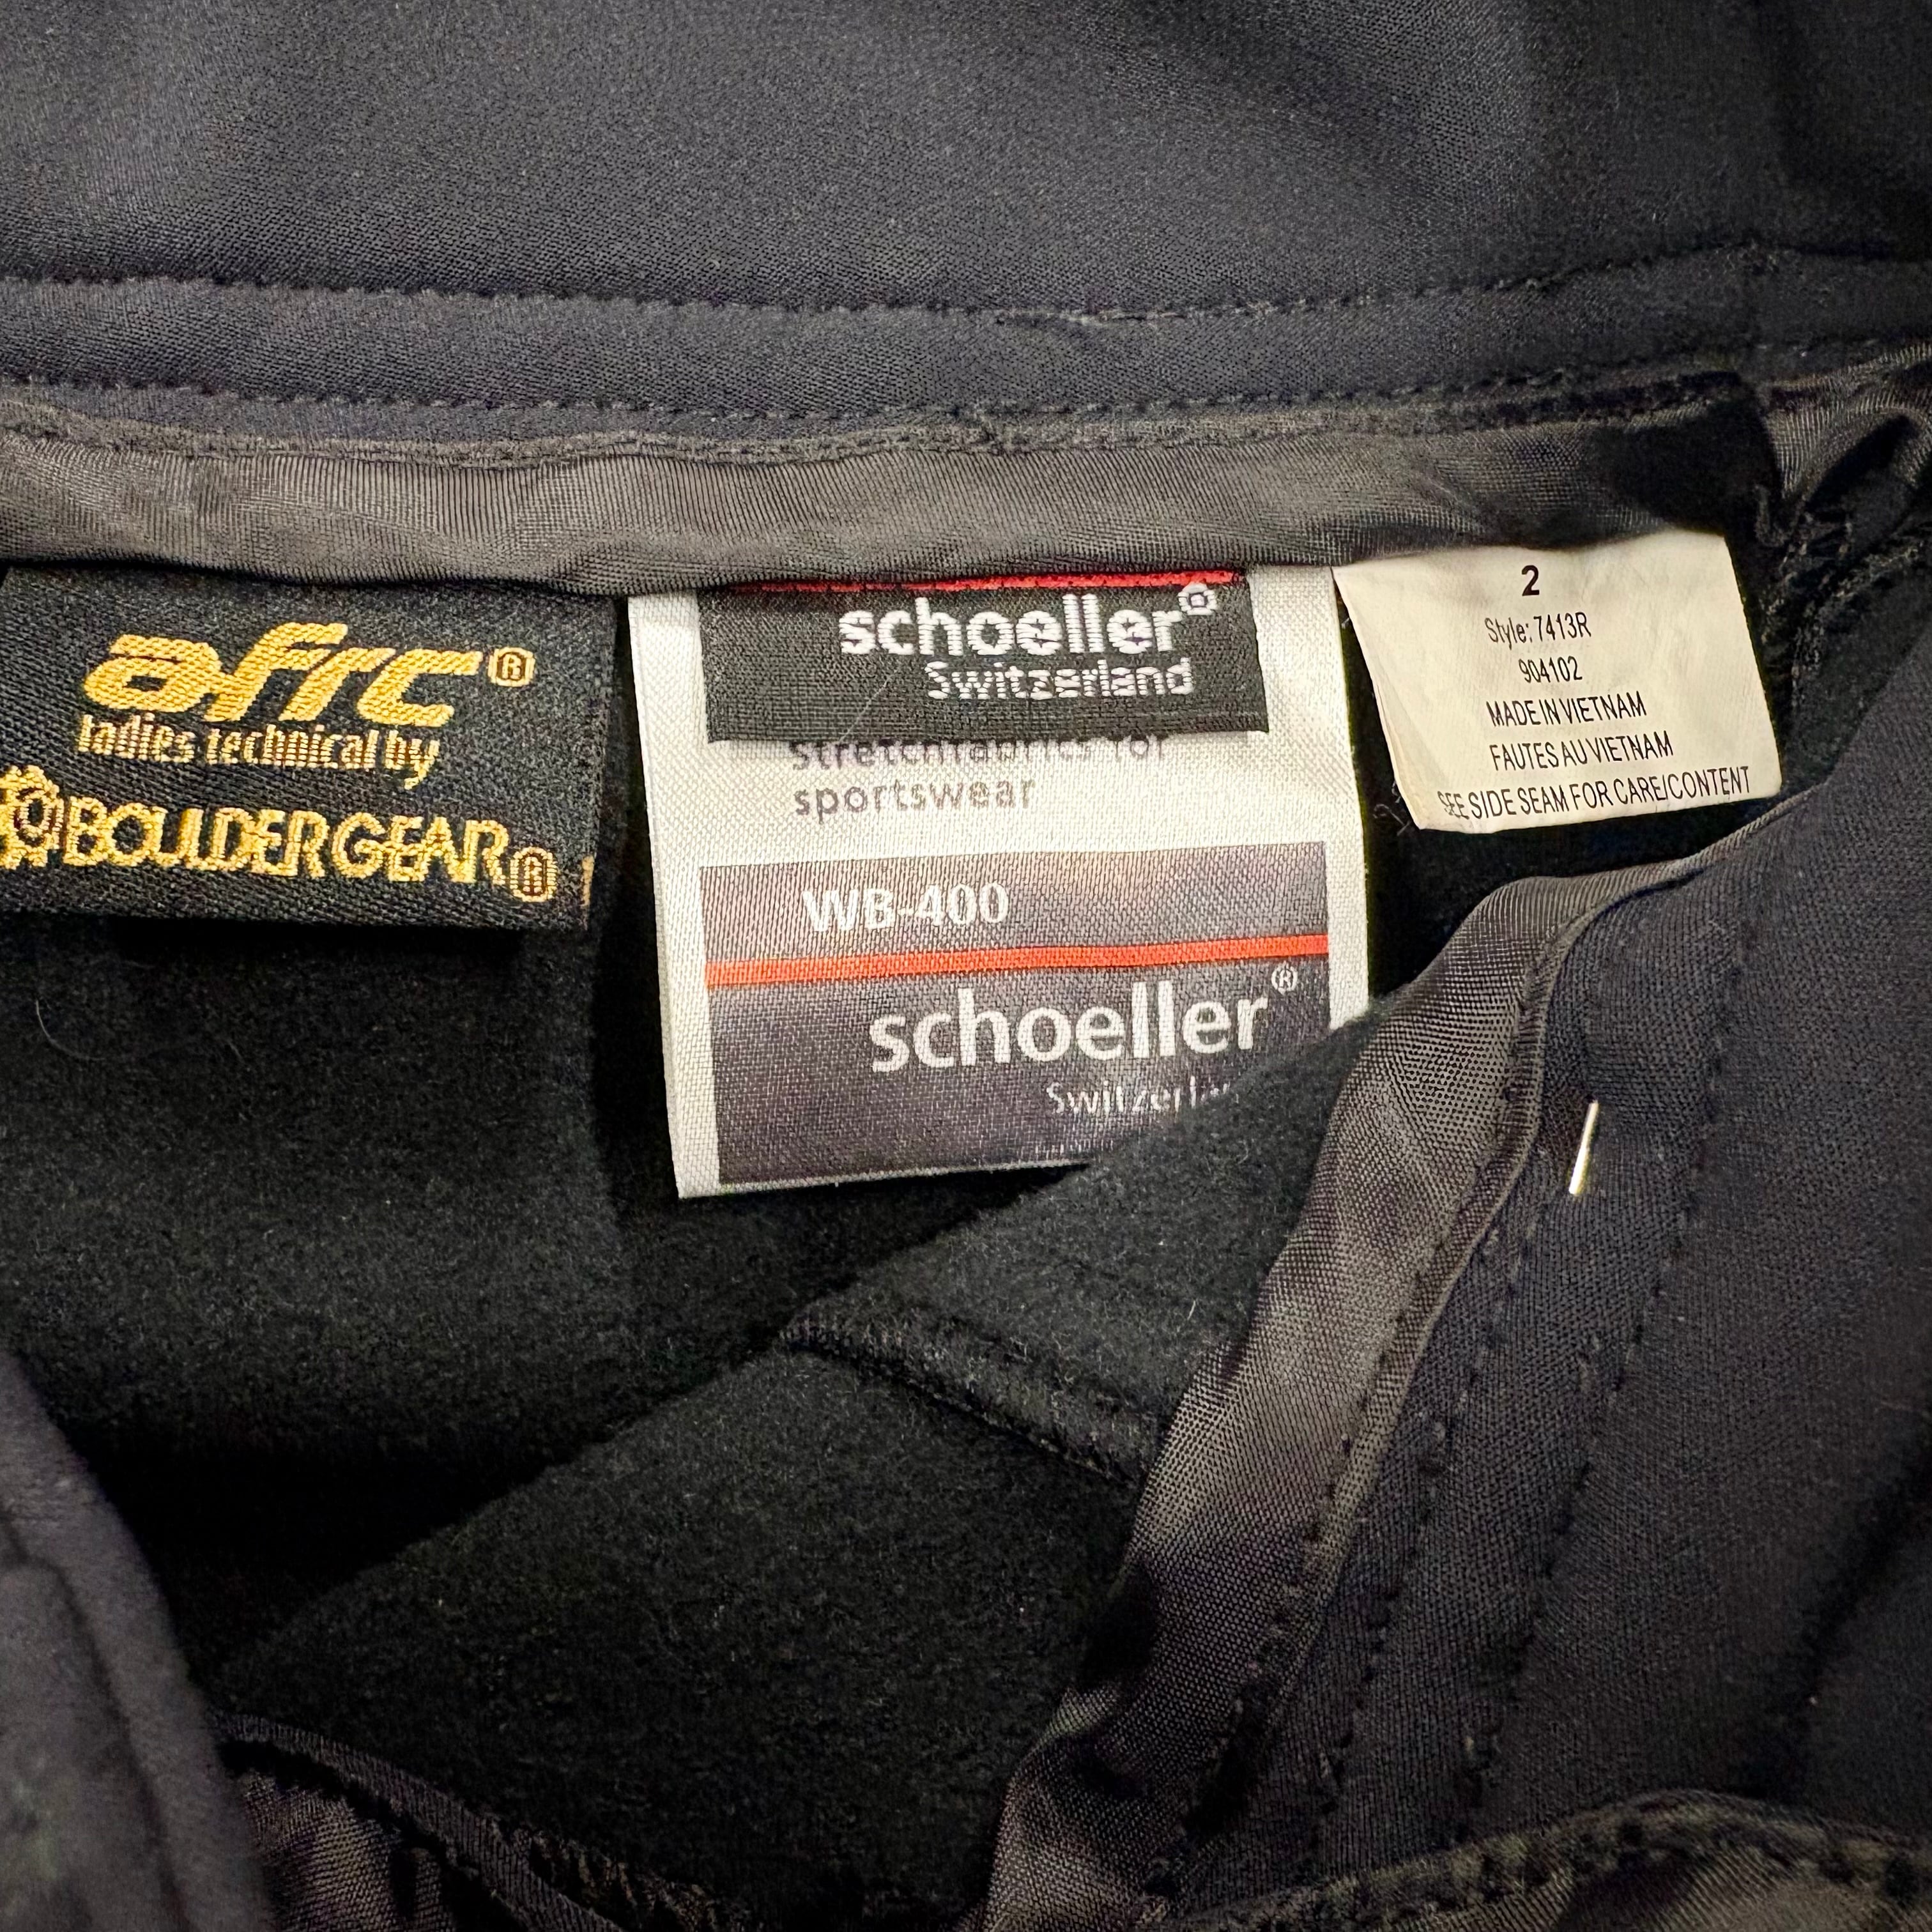 afrc®
ladies technical by
BOULDER GEAR®
schoeller®
Switzerland
Stretchfabrics for
sportswear
WB-400
schoeller®
Switzerla
2
Style: 7413R
904102
MADE IN VIETNAM
FAUTES AU VIETNAM
SEE SIDE SEAM FOR CARE/CONTENT